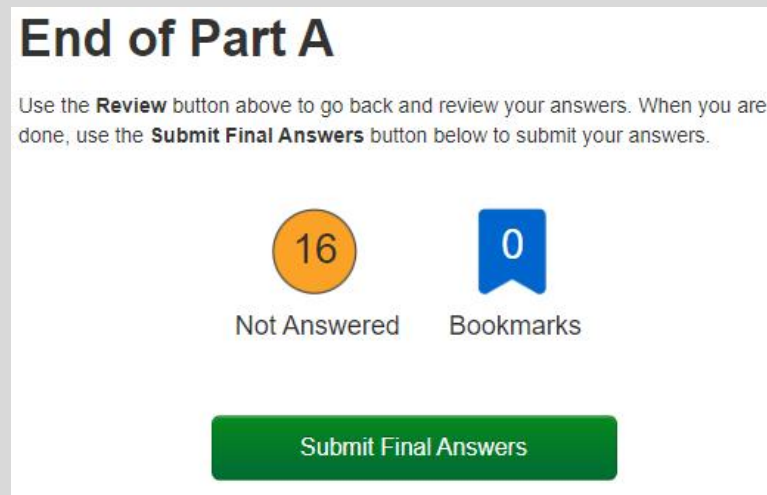 End of Part A
Use the Review button above to go back and review your answers. When you are
done, use the Submit Final Answers button below to submit your answers.
16
0
Not Answered
Bookmarks
Submit Final Answers